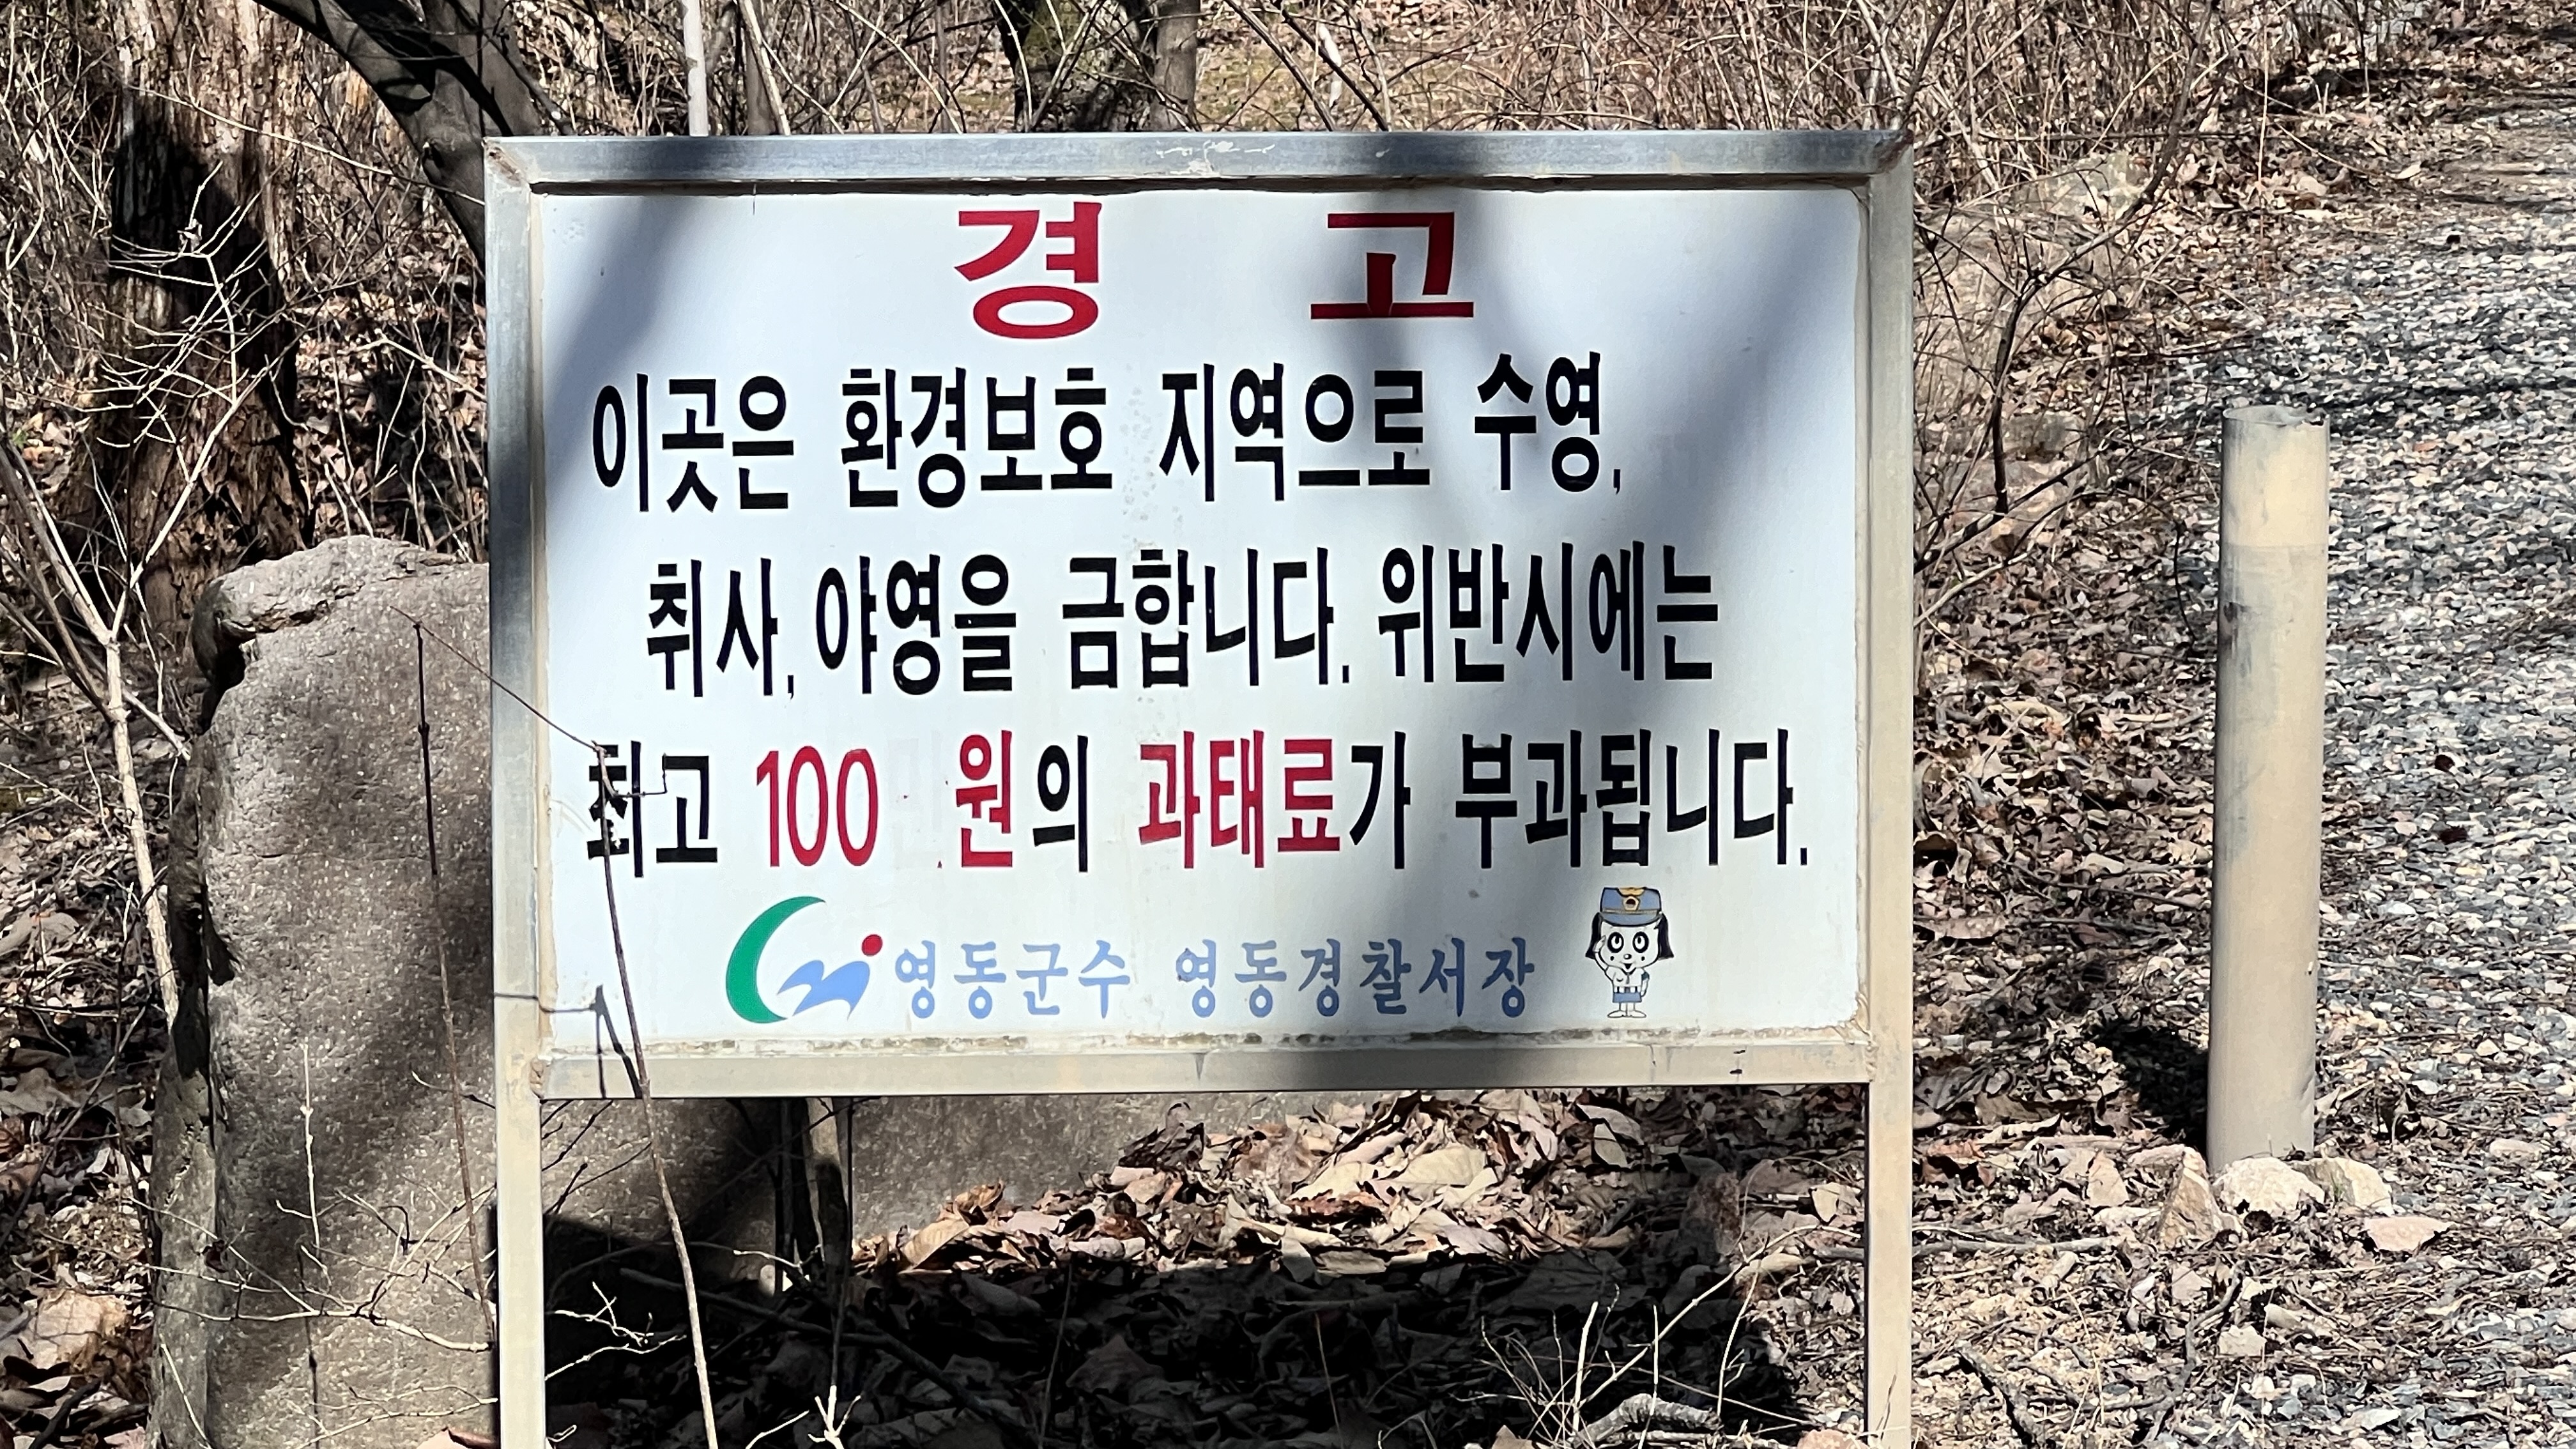 경 고
이곳은 환경보호 지역으로 수영,
취사, 야영을 금합니다. 위반시에는
최고 100 원의 과태료가 부과됩니다.
영동군수 영동경찰서장